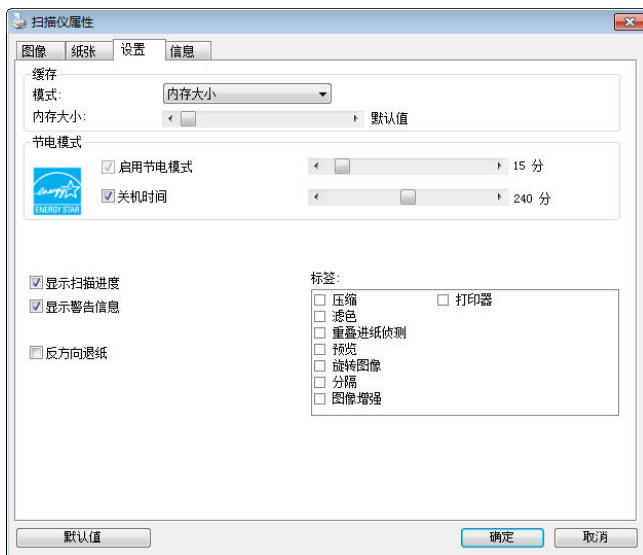 扫描仪属性
图像 纸张 设置 信息
缓存
模式: 内存大小
内存大小: 默认值
节电模式
启用节电模式 15 分
关机时间 240 分
energy
ENERGY STAR
显示扫描进度
显示警告信息
反方向退纸
标签:
压缩 打印器
滤色
重叠进纸侦测
预览
旋转图像
分隔
图像增强
默认值 确定 取消